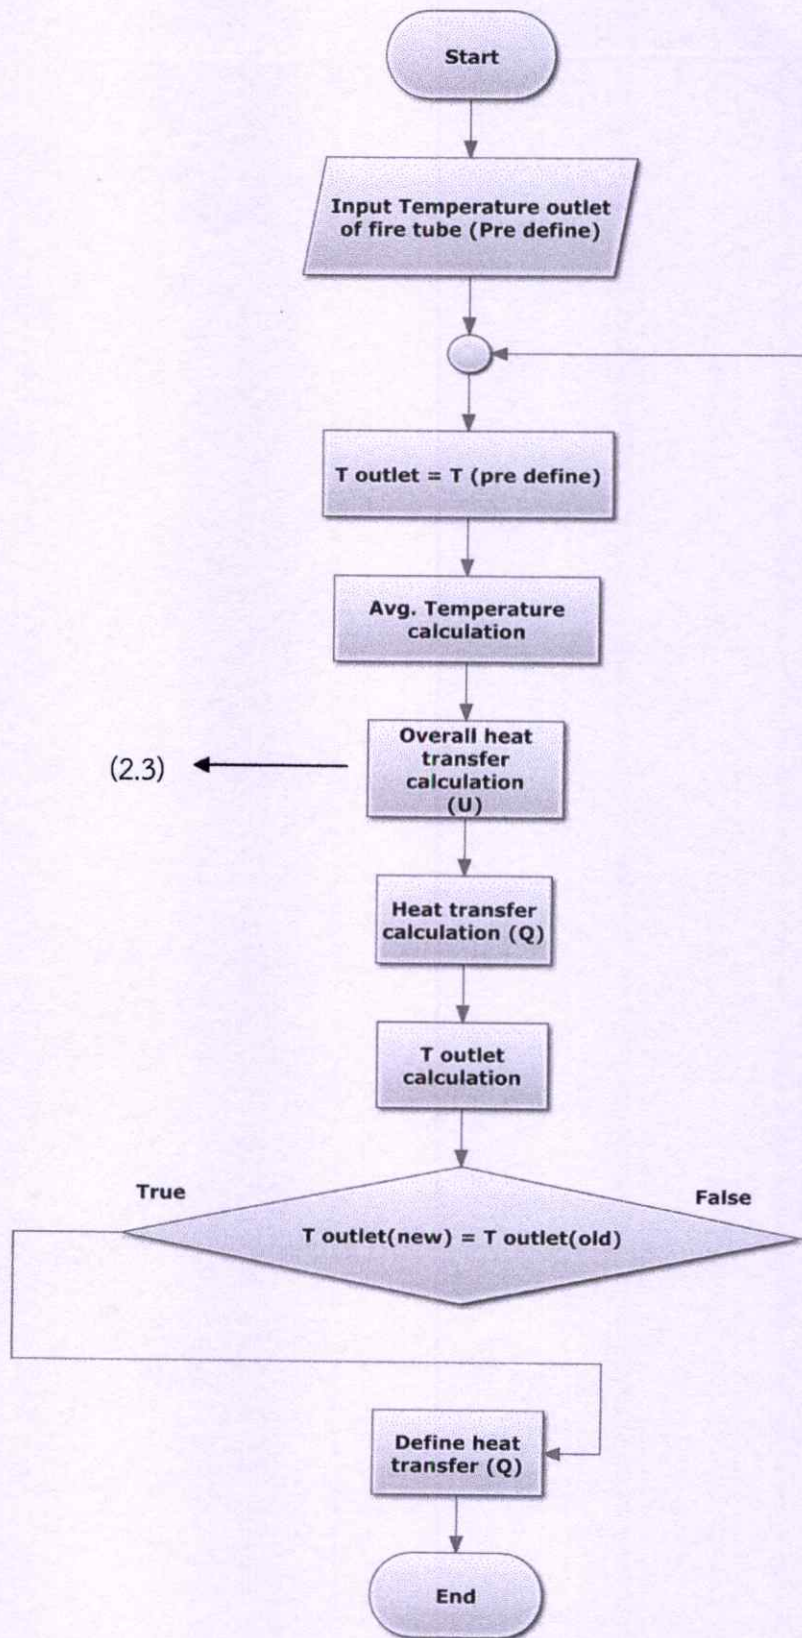 Start
Input Temperature outlet
of fire tube (Pre define)
T outlet = T (pre define)
Avg. Temperature
calculation
Overall heat
transfer
calculation
(U)
(2.3)
Heat transfer
calculation (Q)
T outlet
calculation
True
False
T outlet(new) = T outlet(old)
Define heat
transfer (Q)
End